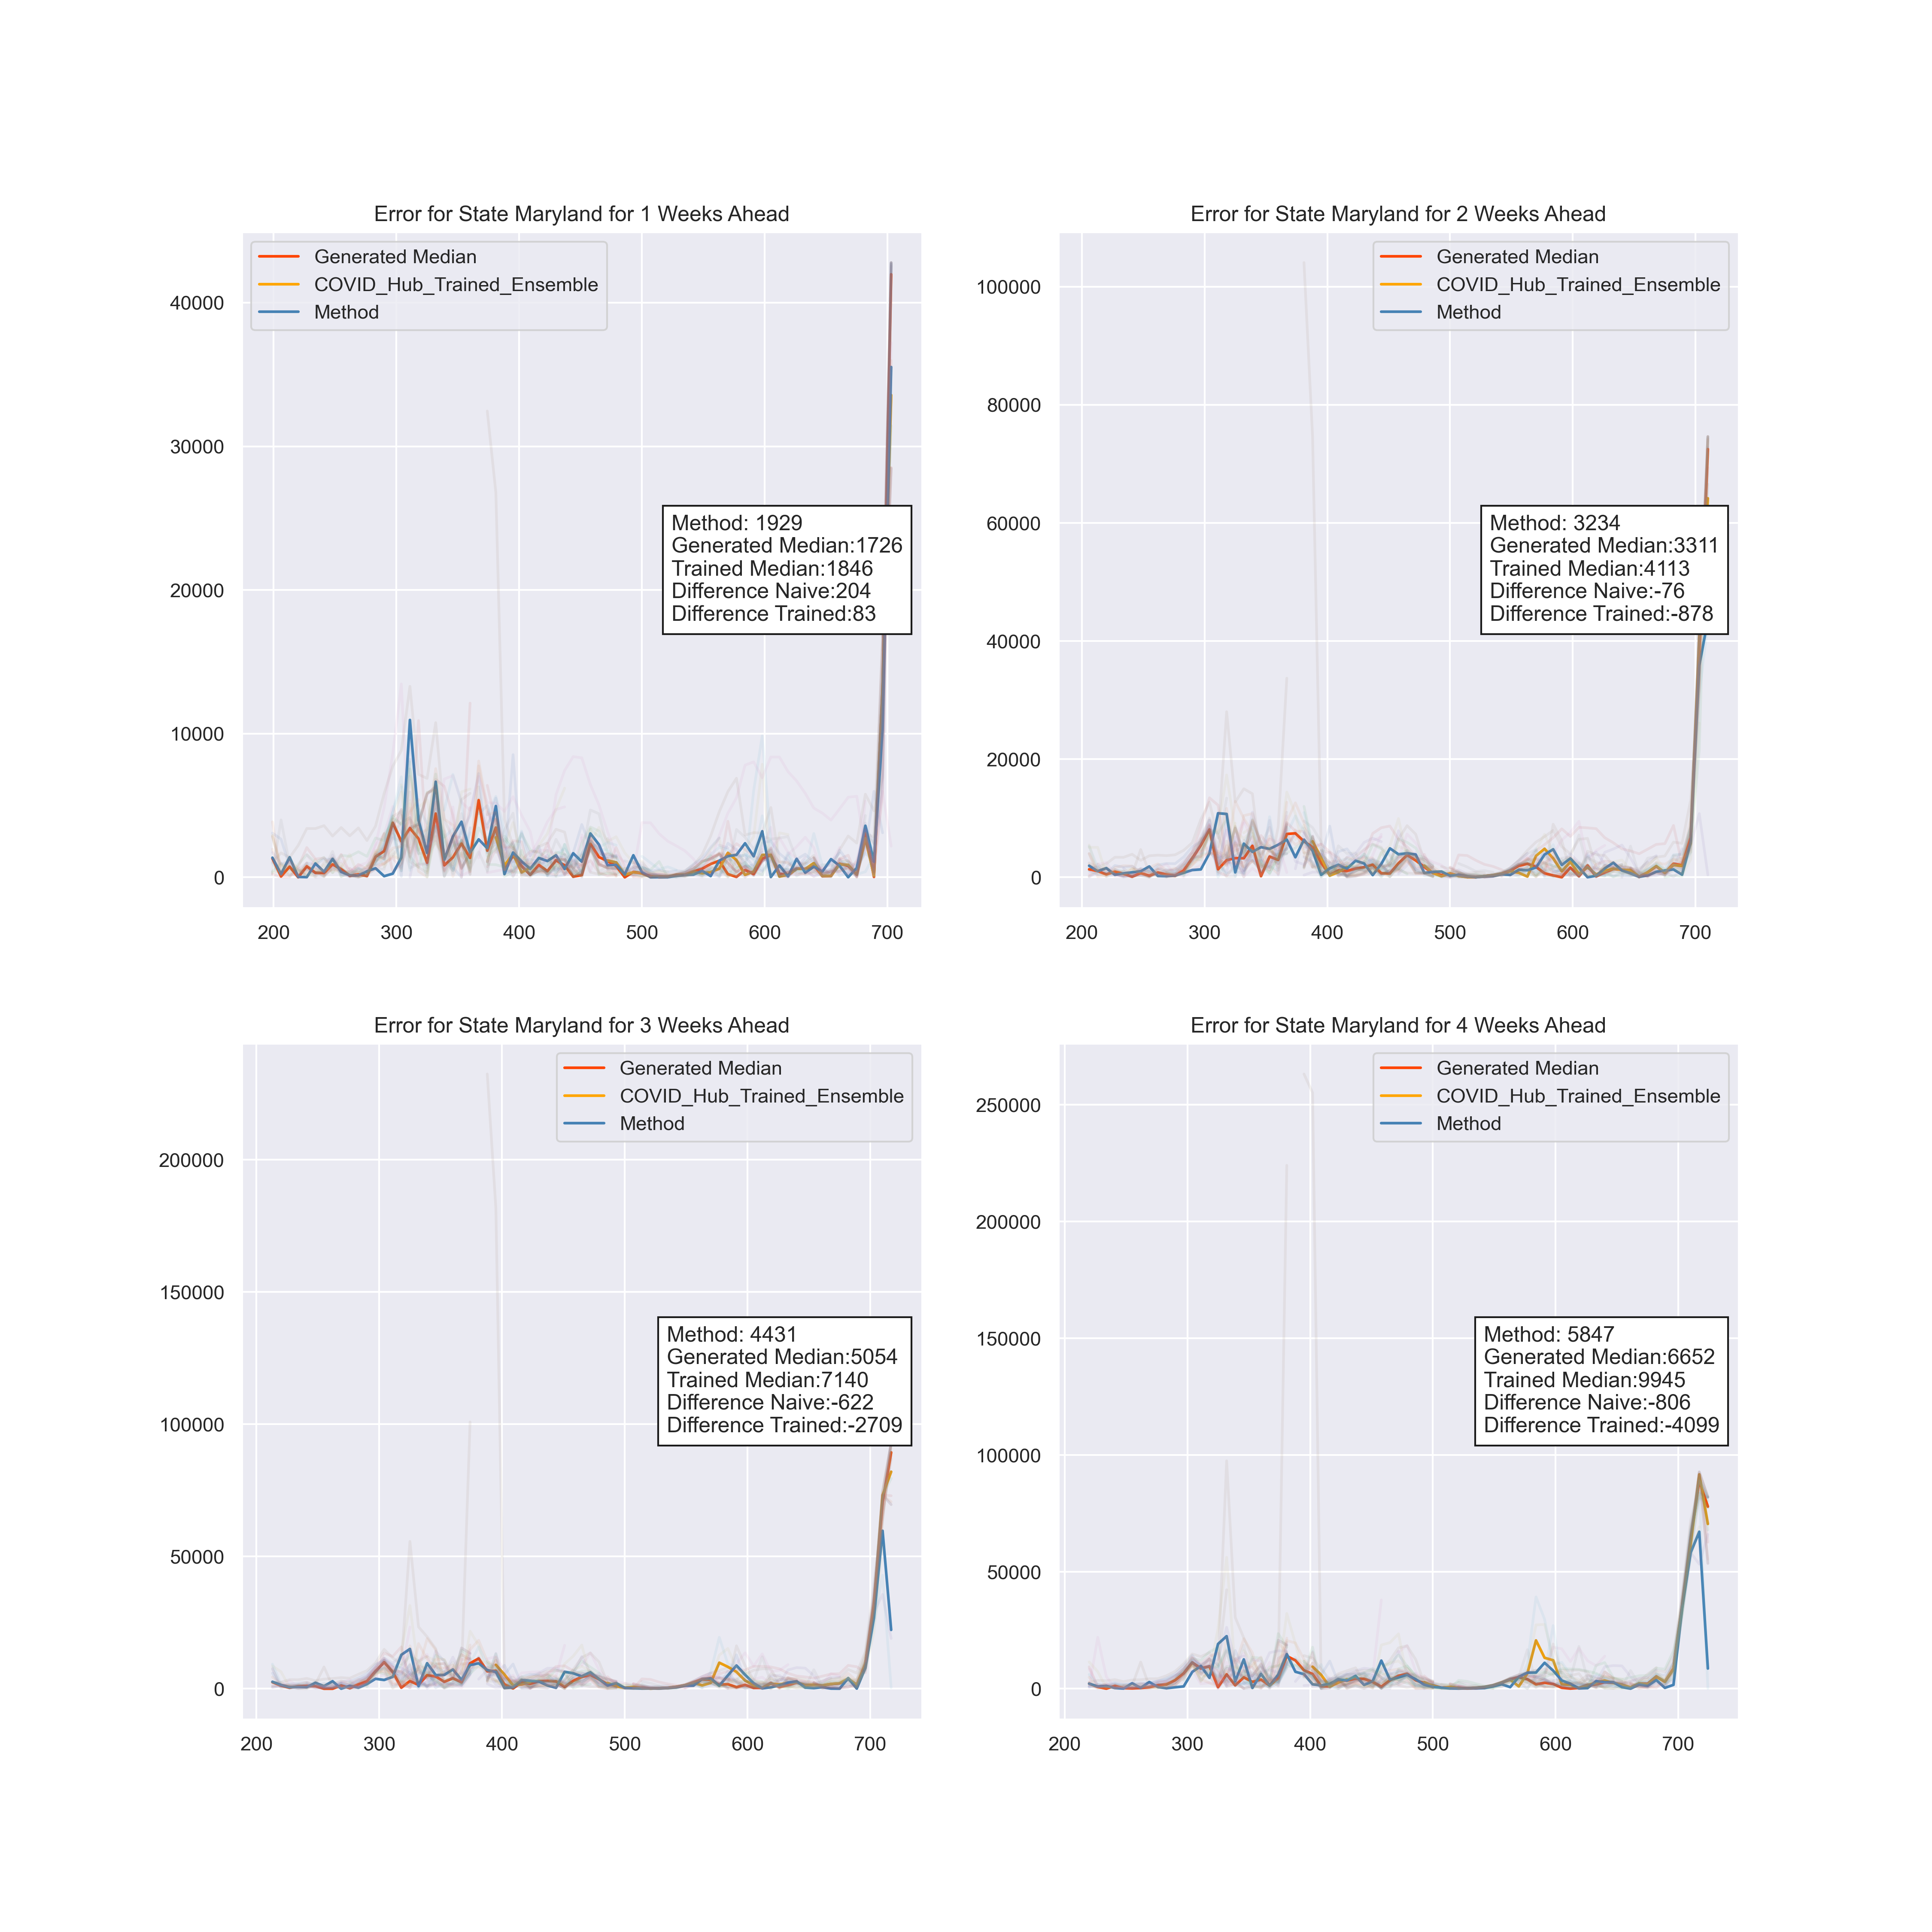 Error for State Maryland for 1 Weeks Ahead
Generated Median
COVID_Hub_Trained_Ensemble
Method
40000
30000
20000
10000
0
Method: 1929
Generated Median:1726
Trained Median:1846
Difference Naive:204
Difference Trained:83
200 300 400 500 600 700
Error for State Maryland for 2 Weeks Ahead
Generated Median
COVID_Hub_Trained_Ensemble
Method
100000
80000
60000
40000
20000
0
Method: 3234
Generated Median:3311
Trained Median:4113
Difference Naive:-76
Difference Trained:-878
200 300 400 500 600 700
Error for State Maryland for 3 Weeks Ahead
Generated Median
COVID_Hub_Trained_Ensemble
Method
200000
150000
100000
50000
0
Method: 4431
Generated Median:5054
Trained Median:7140
Difference Naive:-622
Difference Trained:-2709
200 300 400 500 600 700
Error for State Maryland for 4 Weeks Ahead
Generated Median
COVID_Hub_Trained_Ensemble
Method
250000
200000
150000
100000
50000
0
Method: 5847
Generated Median:6652
Trained Median:9945
Difference Naive:-806
Difference Trained:-4099
200 300 400 500 600 700